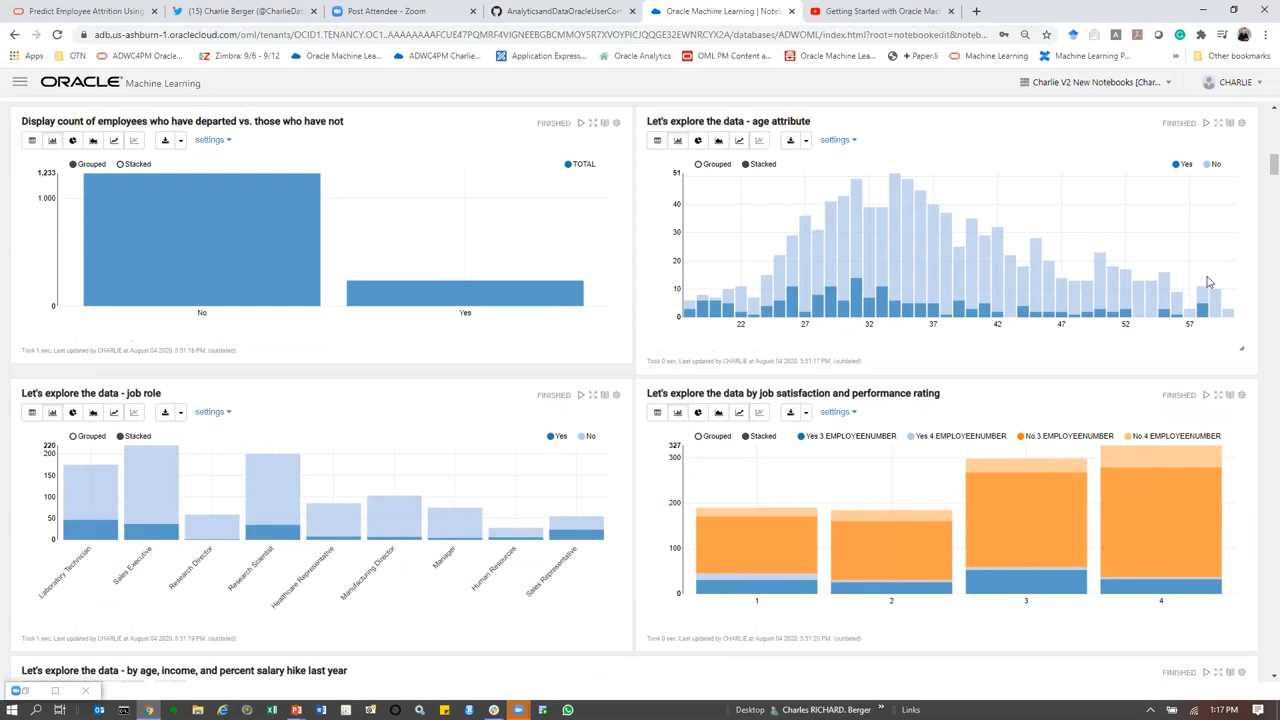 Predict Employee Attrition Using
(15) Charlie Berger (@CharlieDat
Post Attendee - Zoom
AnalyticsandDataOracleUserCom
Oracle Machine Learning | Noteb
Getting Started with Oracle Mach
adb.us-ashburn-1.oraclecloud.com/oml/tenants/OCID1.TENANCY.OC1..AAAAAAAAFCUE47PQMRF4VIGNEEBGBCMMOY5R7XVOYPICJQQGE32EWNRCYX2A/databases/ADWOML/index.html?root=notebookedit&noteb...
Apps
OTN
ADWC4PM Oracle...
Zimbra: 9/6 - 9/12
Oracle Machine Lea...
ADWC4PM Charlie...
Application Express...
Oracle Analytics
OML PM Content a...
Oracle Machine Lea...
+ Paper.li
Machine Learning
Machine Learning P...
Other bookmarks
ORACLE Machine Learning
Charlie V2 New Notebooks [Char...
CHARLIE
Display count of employees who have departed vs. those who have not
FINISHED
settings
Grouped
Stacked
TOTAL
1,233
1,000
0
No
Yes
Took 1 sec. Last updated by CHARLIE at August 04 2020, 5:51:16 PM. (outdated)
Let's explore the data - age attribute
FINISHED
settings
Grouped
Stacked
Yes
No
51
40
30
20
10
0
22
27
32
37
42
47
52
57
Took 0 sec. Last updated by CHARLIE at August 04 2020, 5:51:17 PM. (outdated)
Let's explore the data - job role
FINISHED
settings
Grouped
Stacked
Yes
No
220
200
150
100
50
0
Laboratory Technician
Sales Executive
Research Director
Research Scientist
Healthcare Representative
Manufacturing Director
Manager
Human Resources
Sales Representative
Took 1 sec. Last updated by CHARLIE at August 04 2020, 5:51:19 PM. (outdated)
Let's explore the data by job satisfaction and performance rating
FINISHED
settings
Grouped
Stacked
Yes.3.EMPLOYEENUMBER
Yes.4.EMPLOYEENUMBER
No.3.EMPLOYEENUMBER
No.4.EMPLOYEENUMBER
327
300
200
100
0
1
2
3
4
Took 0 sec. Last updated by CHARLIE at August 04 2020, 5:51:20 PM. (outdated)
Let's explore the data - by age, income, and percent salary hike last year
FINISHED
Desktop
Charles RICHARD. Berger
Links
1:17 PM